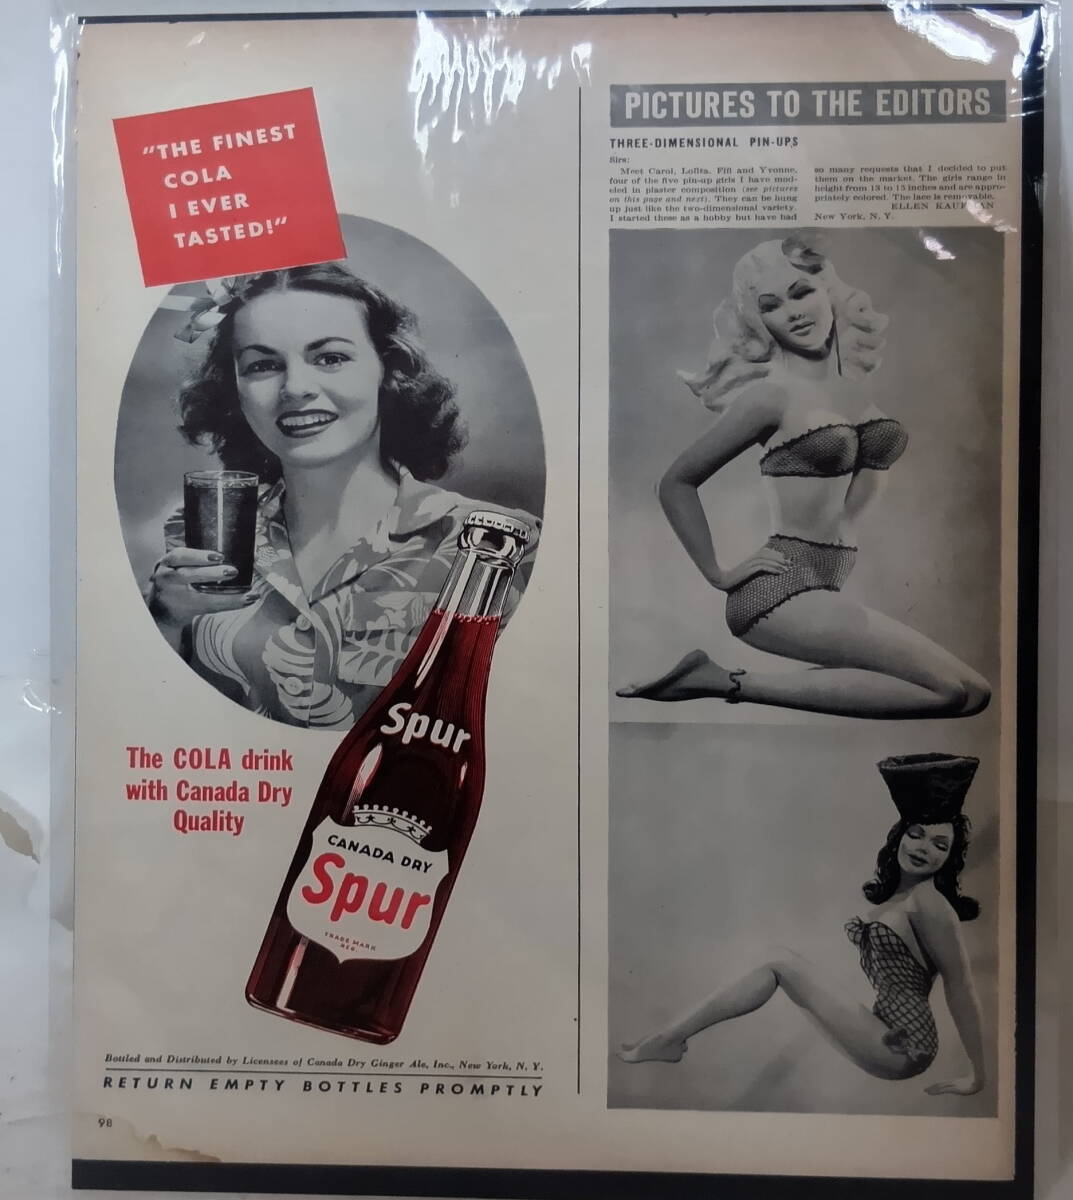 "THE FINEST
COLA
I EVER
TASTED!"
Spur
The COLA drink
with Canada Dry
Quality
CANADA DRY
Spur
TRADE MARK
REG.
Bottled and Distributed by Licensees of Canada Dry Ginger Ale, Inc., New York, N. Y.
RETURN EMPTY BOTTLES PROMPTLY
98
PICTURES TO THE EDITORS
THREE-DIMENSIONAL PIN-UPS
Sirs:
Meet Carol, Lolita, Fifi and Yvonne,
four of the five pin-up girls I have mod-
eled in plaster composition (see pictures
on this page and next). They can be hung
up just like the two-dimensional variety.
I started these as a hobby but have had
so many requests that I decided to put
them on the market. The girls range in
height from 13 to 15 inches and are appro-
priately colored. The lace is removable.
ELLEN
New York, N. Y.